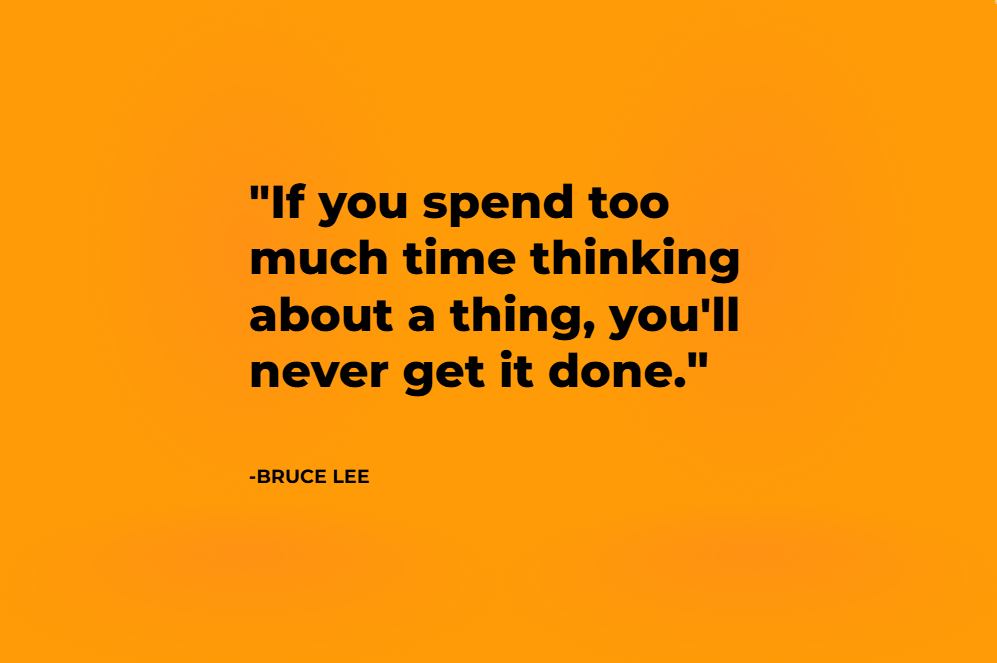 "If you spend too
much time thinking
about a thing, you'll
never get it done."
-BRUCE LEE